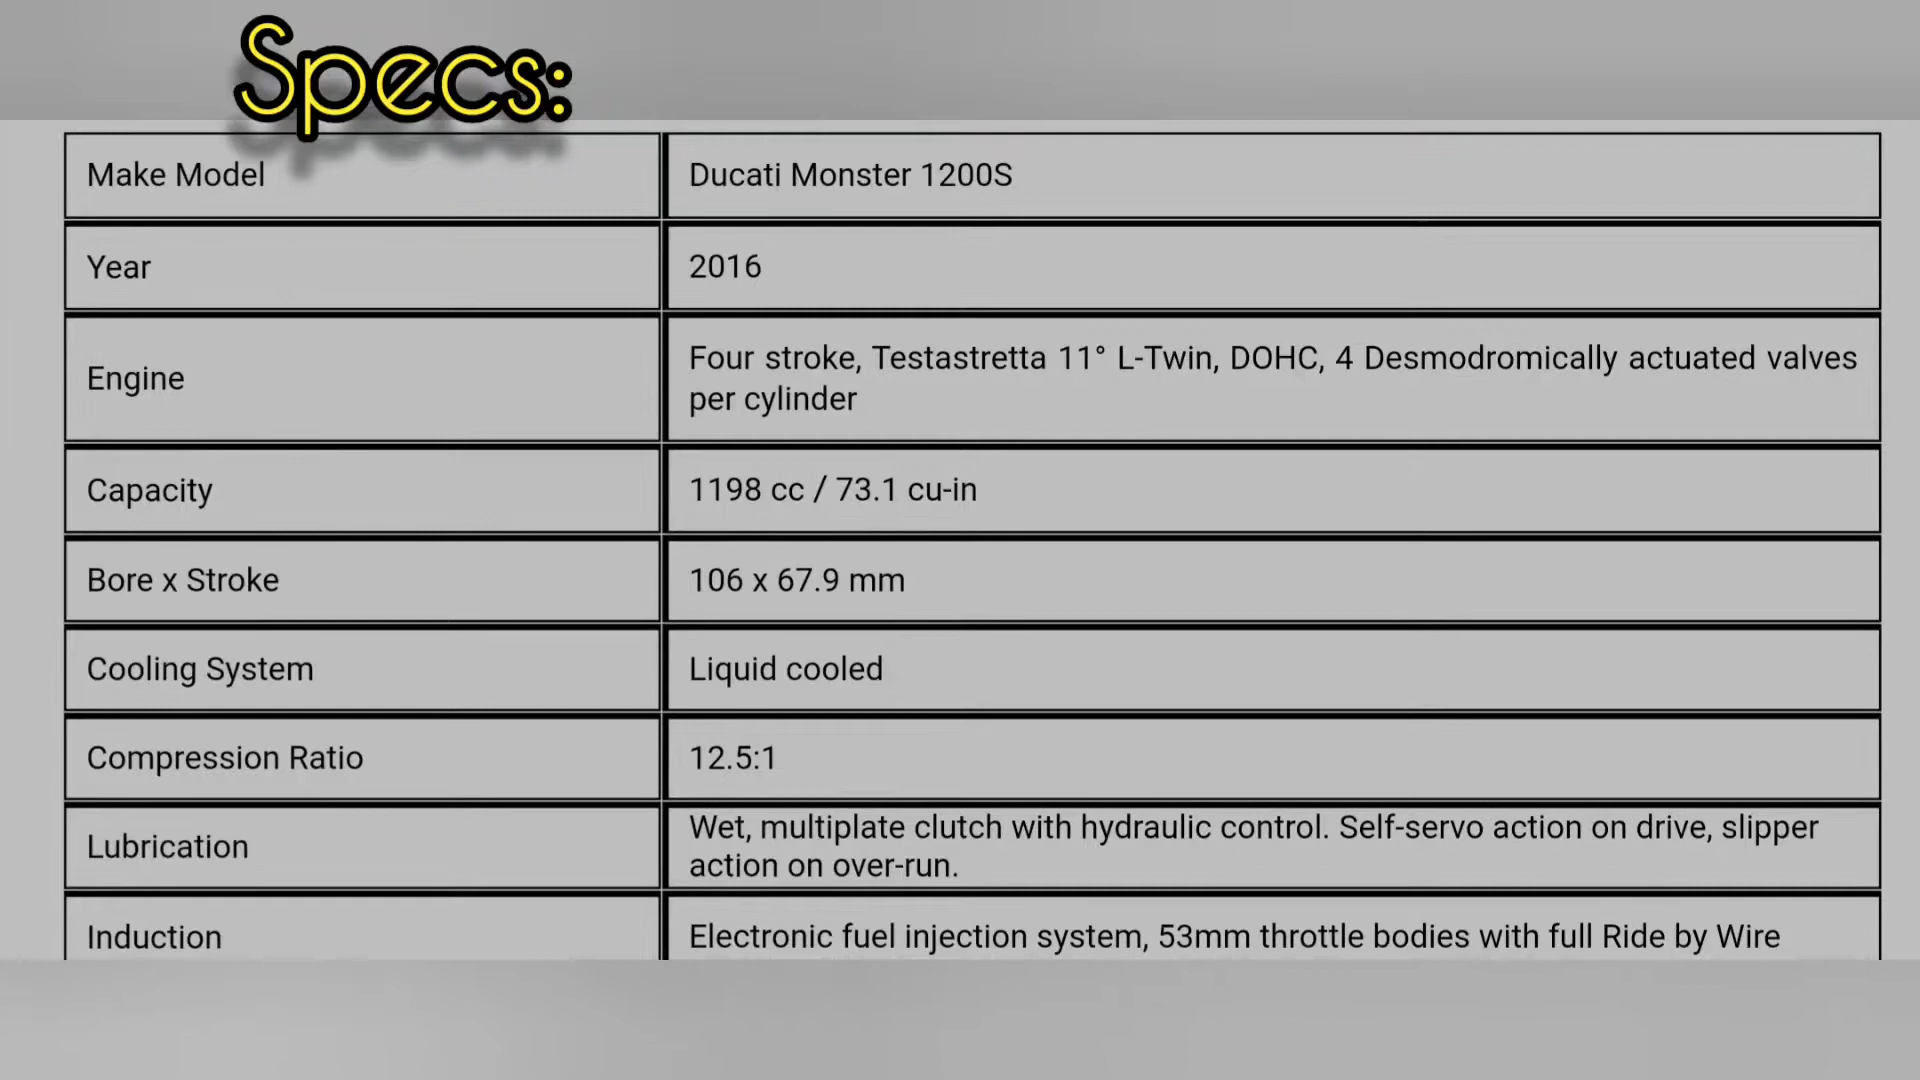 Specs:
Make Model
Ducati Monster 1200S
Year
2016
Engine
Four stroke, Testastretta 11° L-Twin, DOHC, 4 Desmodromically actuated valves
per cylinder
Capacity
1198 cc / 73.1 cu-in
Bore x Stroke
106 x 67.9 mm
Cooling System
Liquid cooled
Compression Ratio
12.5:1
Lubrication
Wet, multiplate clutch with hydraulic control. Self-servo action on drive, slipper
action on over-run.
Induction
Electronic fuel injection system, 53mm throttle bodies with full Ride by Wire